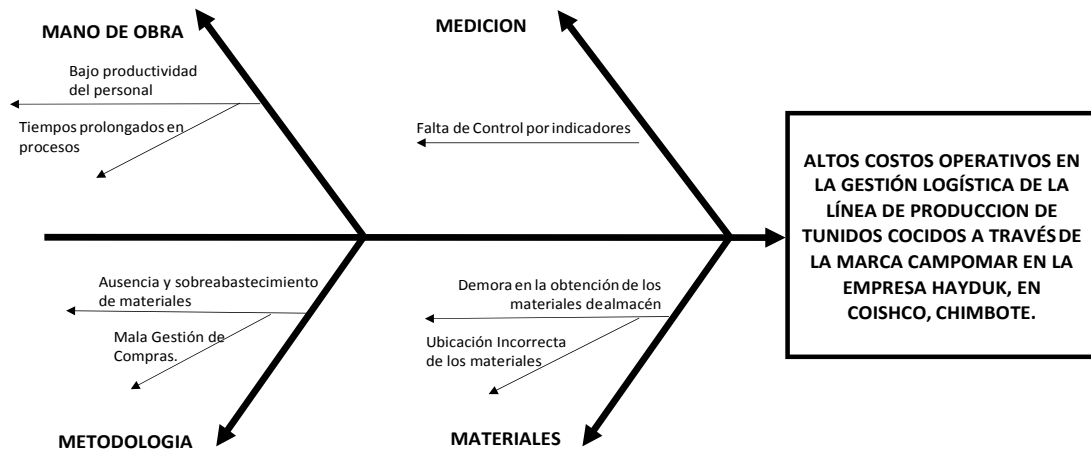 MANO DE OBRA
Bajo productividad
del personal
Tiempos prolongados en
procesos
MEDICION
Falta de Control por indicadores
ALTOS COSTOS OPERATIVOS EN
LA GESTIÓN LOGÍSTICA DE LA
LÍNEA DE PRODUCCION DE
TUNIDOS COCIDOS A TRAVÉS DE
LA MARCA CAMPOMAR EN LA
EMPRESA HAYDUK, EN
COISHCO, CHIMBOTE.
Ausencia y sobreabastecimiento
de materiales
Mala Gestión de
Compras.
METODOLOGIA
Demora en la obtención de los
materiales de almacén
Ubicación Incorrecta
de los materiales
MATERIALES